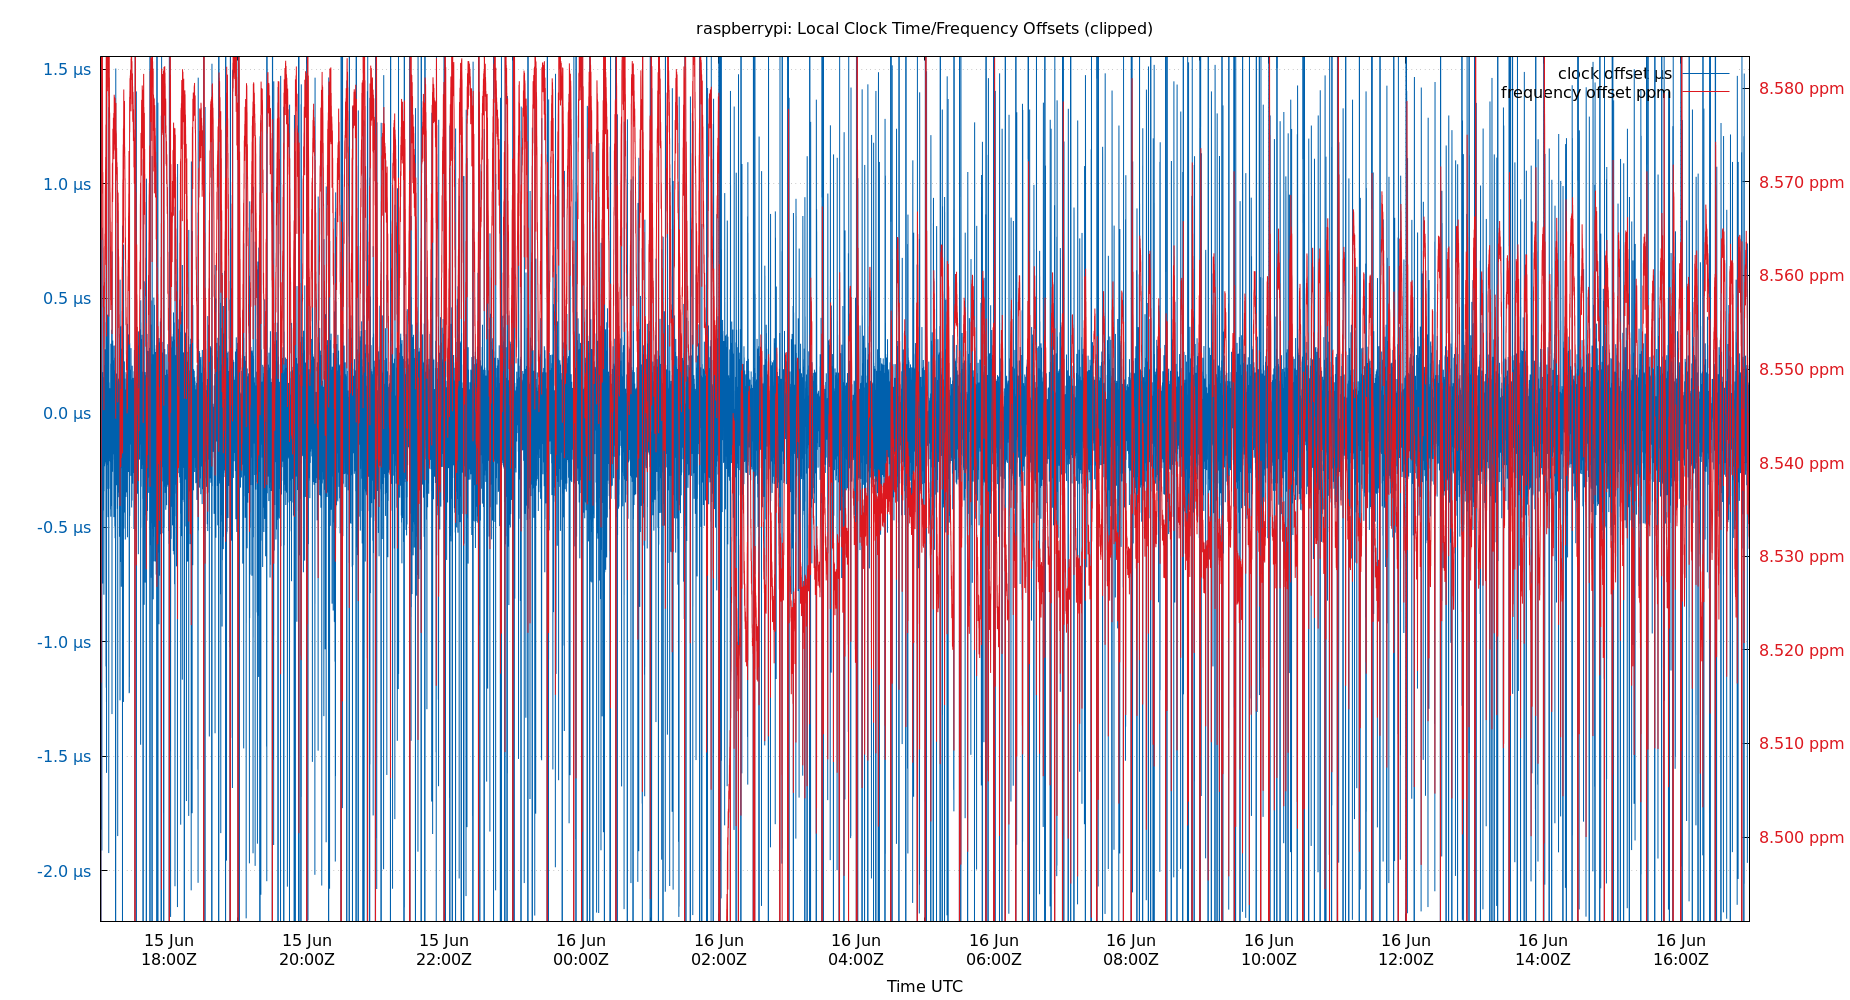 raspberrypi: Local Clock Time/Frequency Offsets (clipped)
clock offset µs
frequency offset ppm
1.5 µs
1.0 µs
0.5 µs
0.0 µs
-0.5 µs
-1.0 µs
-1.5 µs
-2.0 µs
8.580 ppm
8.570 ppm
8.560 ppm
8.550 ppm
8.540 ppm
8.530 ppm
8.520 ppm
8.510 ppm
8.500 ppm
15 Jun 15 Jun 15 Jun 16 Jun 16 Jun 16 Jun 16 Jun 16 Jun 16 Jun 16 Jun 16 Jun 16 Jun
18:00Z 20:00Z 22:00Z 00:00Z 02:00Z 04:00Z 06:00Z 08:00Z 10:00Z 12:00Z 14:00Z 16:00Z
Time UTC